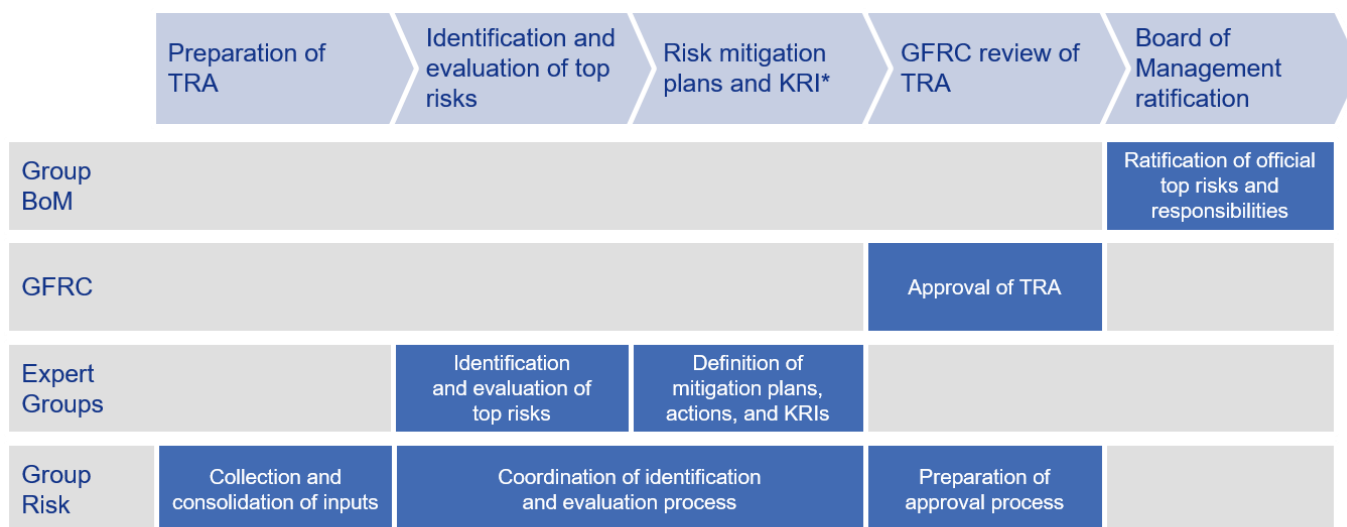 Preparation of
TRA
Identification and
evaluation of top
risks
Risk mitigation
plans and KRI*
GFRC review of
TRA
Board of
Management
ratification
Group
BoM
Ratification of official
top risks and
responsibilities
GFRC
Approval of TRA
Expert
Groups
Identification
and evaluation of
top risks
Definition of
mitigation plans,
actions, and KRIs
Group
Risk
Collection and
consolidation of inputs
Coordination of identification
and evaluation process
Preparation of
approval process